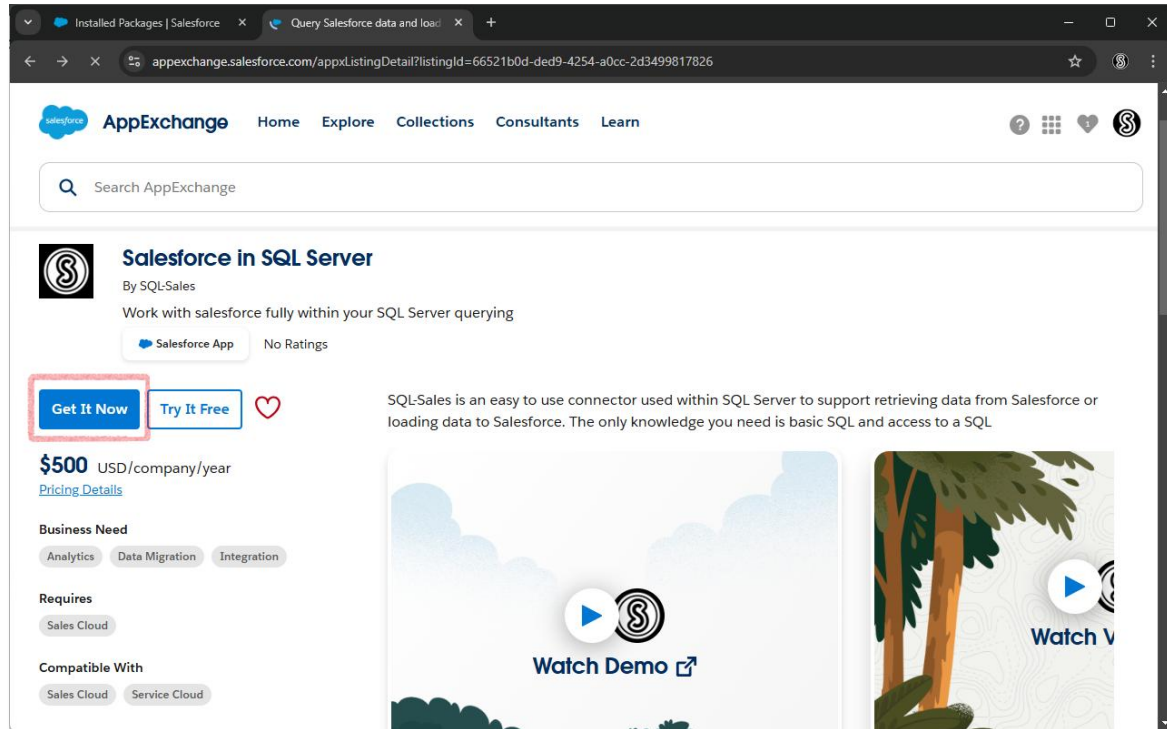 Installed Packages | Salesforce
Query Salesforce data and load
appexchange.salesforce.com/appxListingDetail?listingId=66521b0d-ded9-4254-a0cc-2d3499817826
salesforce
AppExchange Home Explore Collections Consultants Learn
1
Search AppExchange
Salesforce in SQL Server
By SQL-Sales
Work with salesforce fully within your SQL Server querying
Salesforce App No Ratings
Get It Now Try It Free
SQL-Sales is an easy to use connector used within SQL Server to support retrieving data from Salesforce or
loading data to Salesforce. The only knowledge you need is basic SQL and access to a SQL
$500 USD/company/year
Pricing Details
Business Need
Analytics Data Migration Integration
Requires
Sales Cloud
Compatible With
Sales Cloud Service Cloud
Watch Demo
Watch V